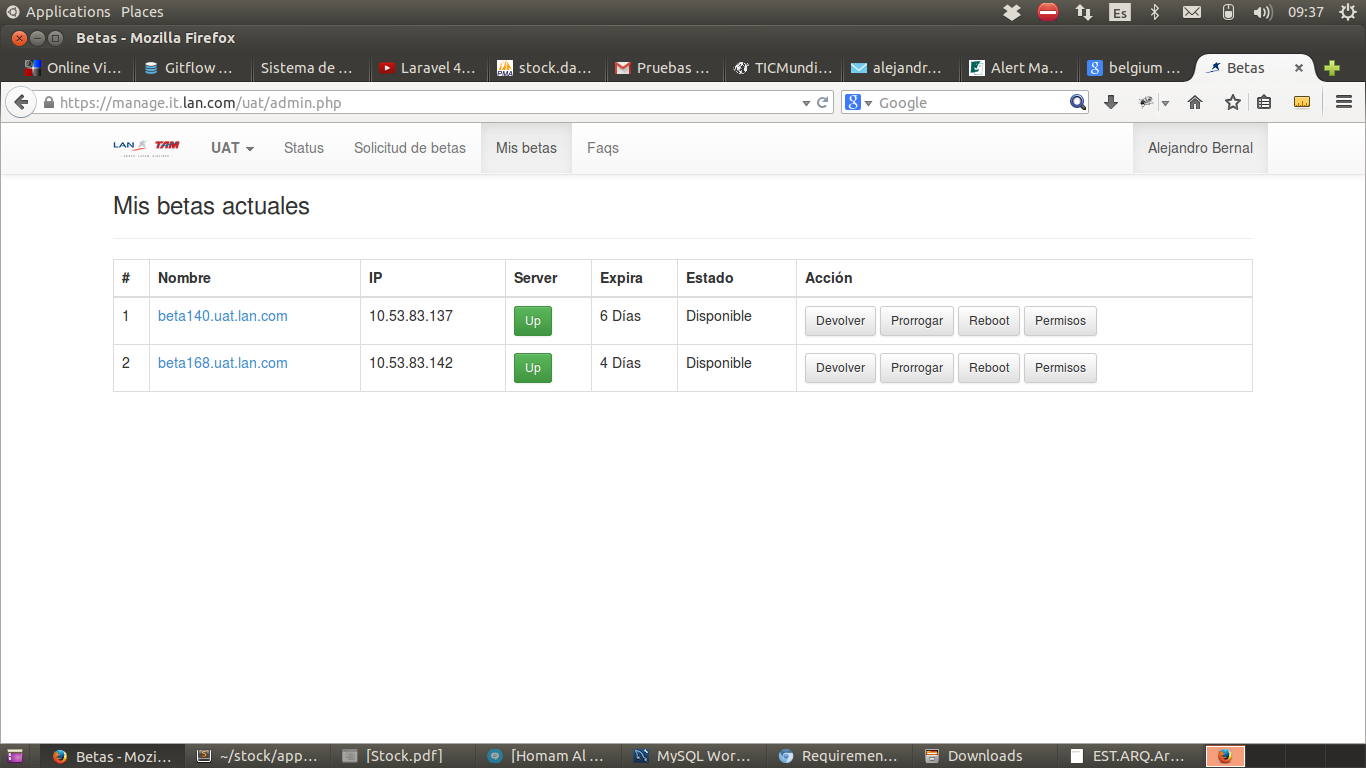 Applications Places Es 09:37
Betas - Mozilla Firefox
Online Vi... Gitflow ... Sistema de ... Laravel 4... stock.da... Pruebas ... TICMundi... alejandr... Alert Ma... belgium ... Betas
https://manage.it.lan.com/uat/admin.php Google
LAN TAM UAT Status Solicitud de betas Mis betas Faqs Alejandro Bernal
Mis betas actuales
# Nombre IP Server Expira Estado Acción
1 beta140.uat.lan.com 10.53.83.137 Up 6 Días Disponible Devolver Prorrogar Reboot Permisos
2 beta168.uat.lan.com 10.53.83.142 Up 4 Días Disponible Devolver Prorrogar Reboot Permisos
Betas - Mozi... ~/stock/app... [Stock.pdf] [Homam Al ... MySQL Wor... Requiremen... Downloads EST.ARQ.Ar...